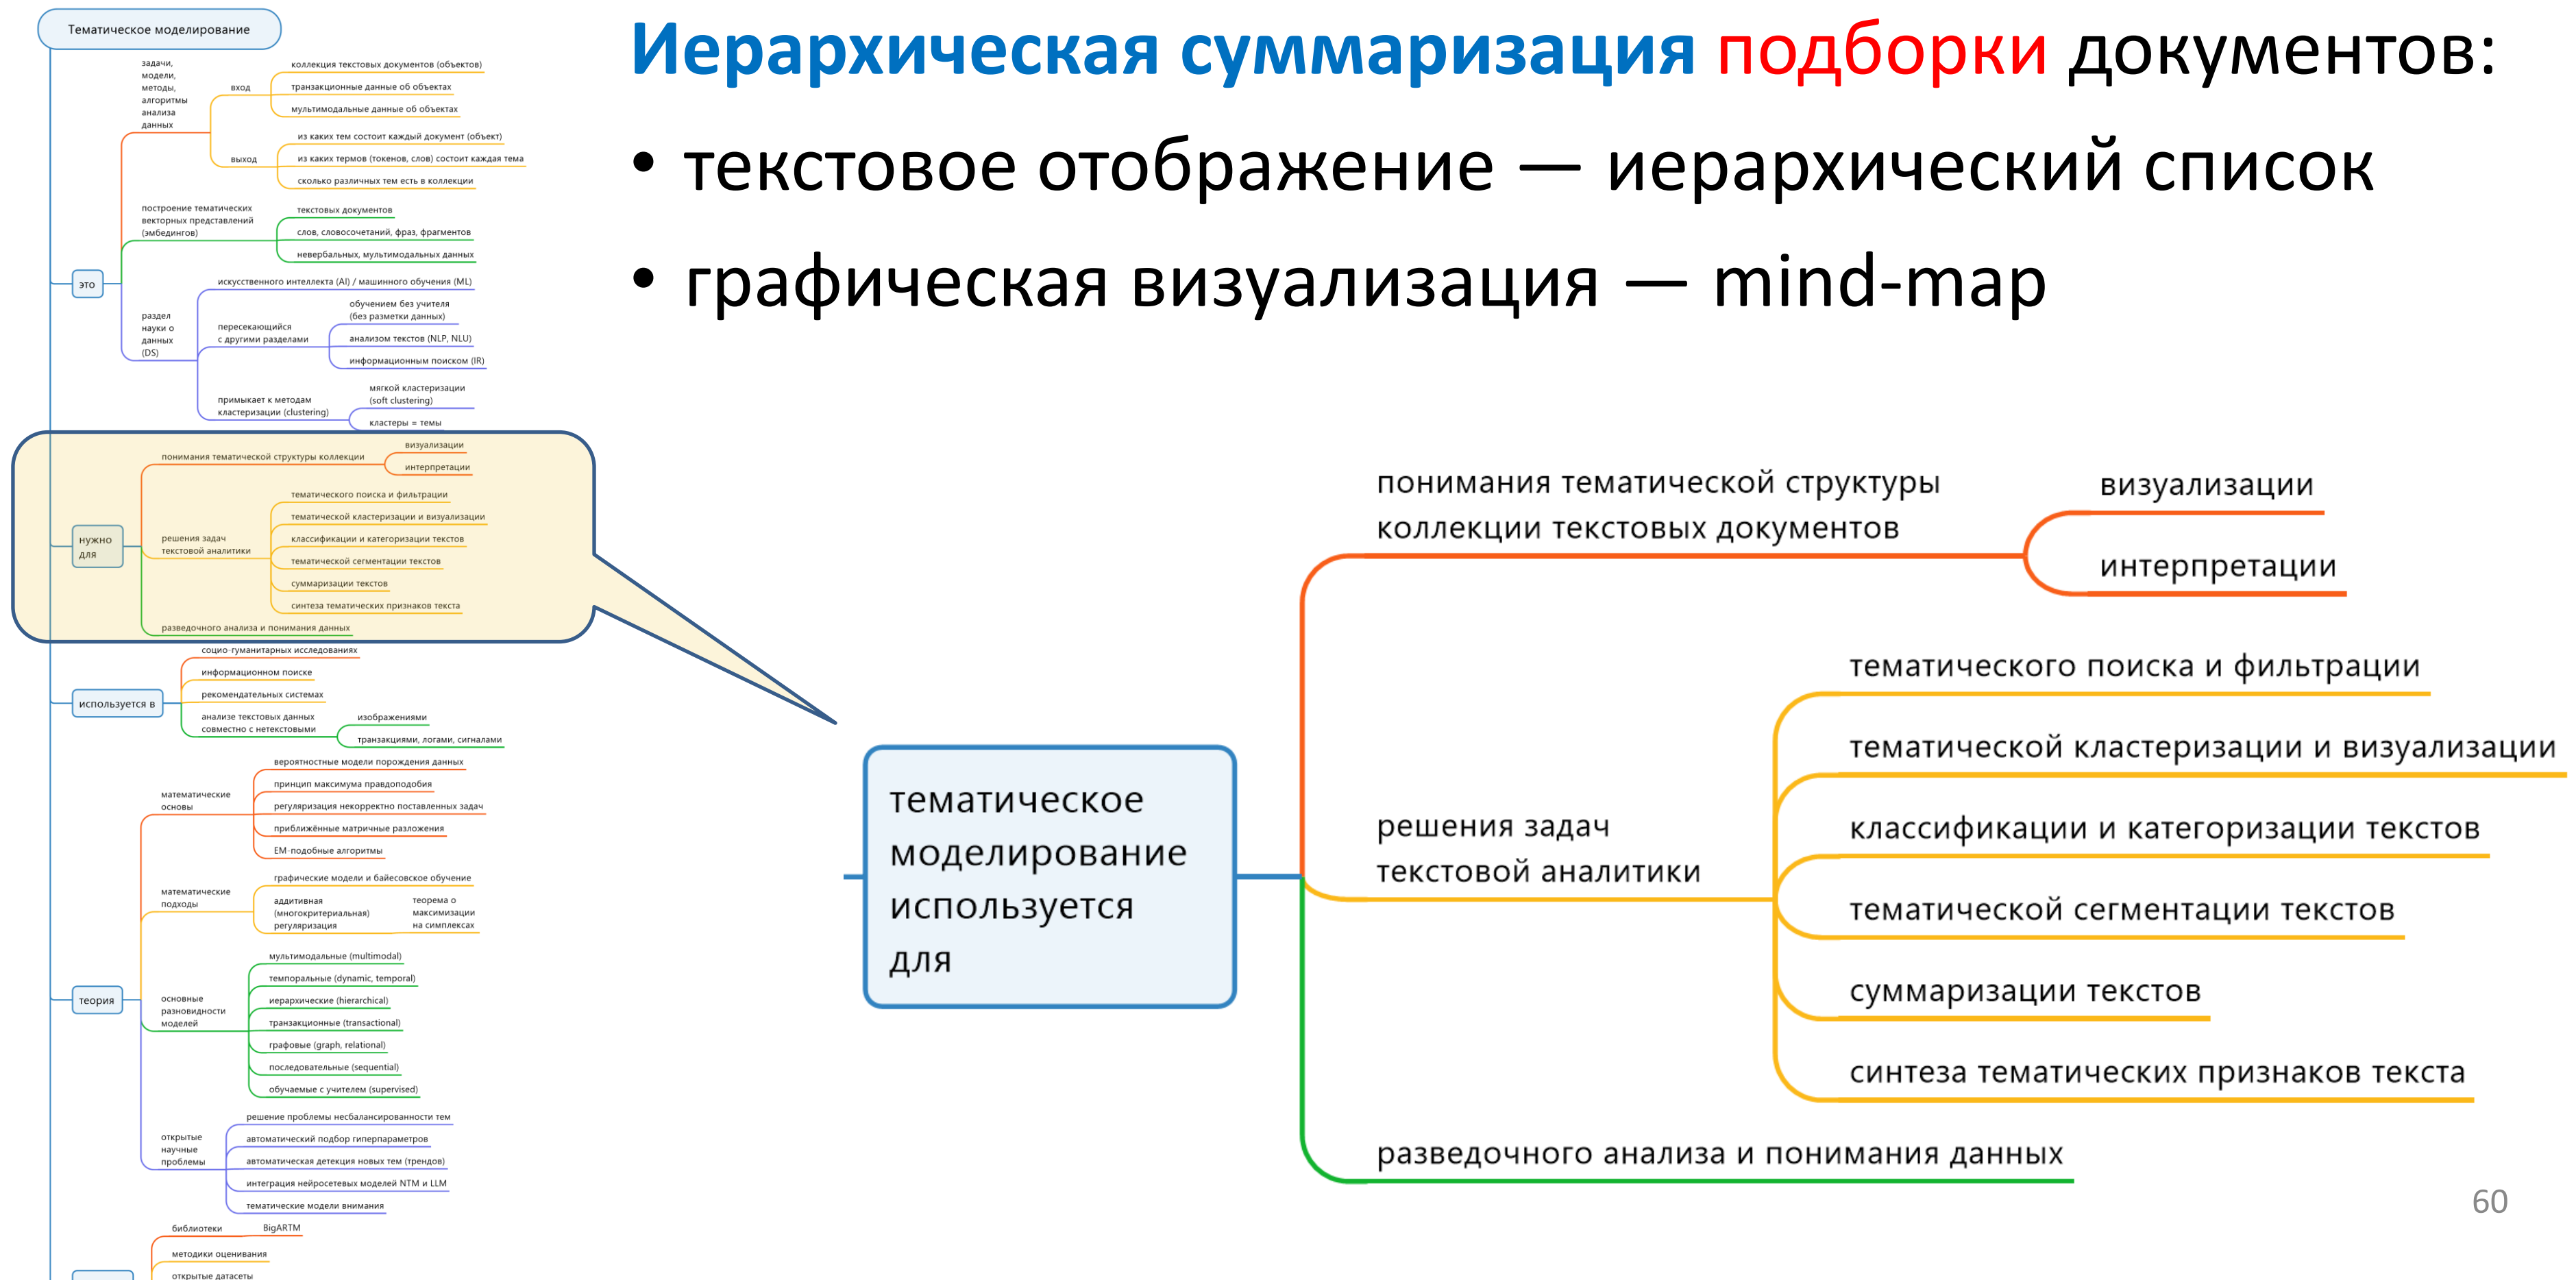 Иерархическая суммаризация подборки документов:
• текстовое отображение — иерархический список
• графическая визуализация — mind-map
Тематическое моделирование
это
задачи,
модели,
методы,
алгоритмы
анализа
данных
вход
коллекция текстовых документов (объектов)
транзакционные данные об объектах
мультимодальные данные об объектах
выход
из каких тем состоит каждый документ (объект)
из каких термов (токенов, слов) состоит каждая тема
сколько различных тем есть в коллекции
построение тематических
векторных представлений
(эмбедингов)
текстовых документов
слов, словосочетаний, фраз, фрагментов
невербальных, мультимодальных данных
раздел
науки о
данных
(DS)
искусственного интеллекта (AI) / машинного обучения (ML)
пересекающийся
с другими разделами
обучением без учителя
(без разметки данных)
анализом текстов (NLP, NLU)
информационным поиском (IR)
примыкает к методам
кластеризации (clustering)
мягкой кластеризации
(soft clustering)
кластеры = темы
нужно
для
понимания тематической структуры коллекции
визуализации
интерпретации
решения задач
текстовой аналитики
тематического поиска и фильтрации
тематической кластеризации и визуализации
классификации и категоризации текстов
тематической сегментации текстов
суммаризации текстов
синтеза тематических признаков текста
разведочного анализа и понимания данных
используется в
социо-гуманитарных исследованиях
информационном поиске
рекомендательных системах
анализе текстовых данных
совместно с нетекстовыми
изображениями
транзакциями, логами, сигналами
теория
математические
основы
вероятностные модели порождения данных
принцип максимума правдоподобия
регуляризация некорректно поставленных задач
приближённые матричные разложения
EM-подобные алгоритмы
математические
подходы
графические модели и байесовское обучение
аддитивная
(многокритериальная)
регуляризация
теорема о
максимизации
на симплексах
основные
разновидности
моделей
мультимодальные (multimodal)
темпоральные (dynamic, temporal)
иерархические (hierarchical)
транзакционные (transactional)
графовые (graph, relational)
последовательные (sequential)
обучаемые с учителем (supervised)
открытые
научные
проблемы
решение проблемы несбалансированности тем
автоматический подбор гиперпараметров
автоматическая детекция новых тем (трендов)
интеграция нейросетевых моделей NTM и LLM
тематические модели внимания
библиотеки
BigARTM
методики оценивания
открытые датасеты
тематическое
моделирование
используется
для
понимания тематической структуры
коллекции текстовых документов
визуализации
интерпретации
решения задач
текстовой аналитики
тематического поиска и фильтрации
тематической кластеризации и визуализации
классификации и категоризации текстов
тематической сегментации текстов
суммаризации текстов
синтеза тематических признаков текста
разведочного анализа и понимания данных
60